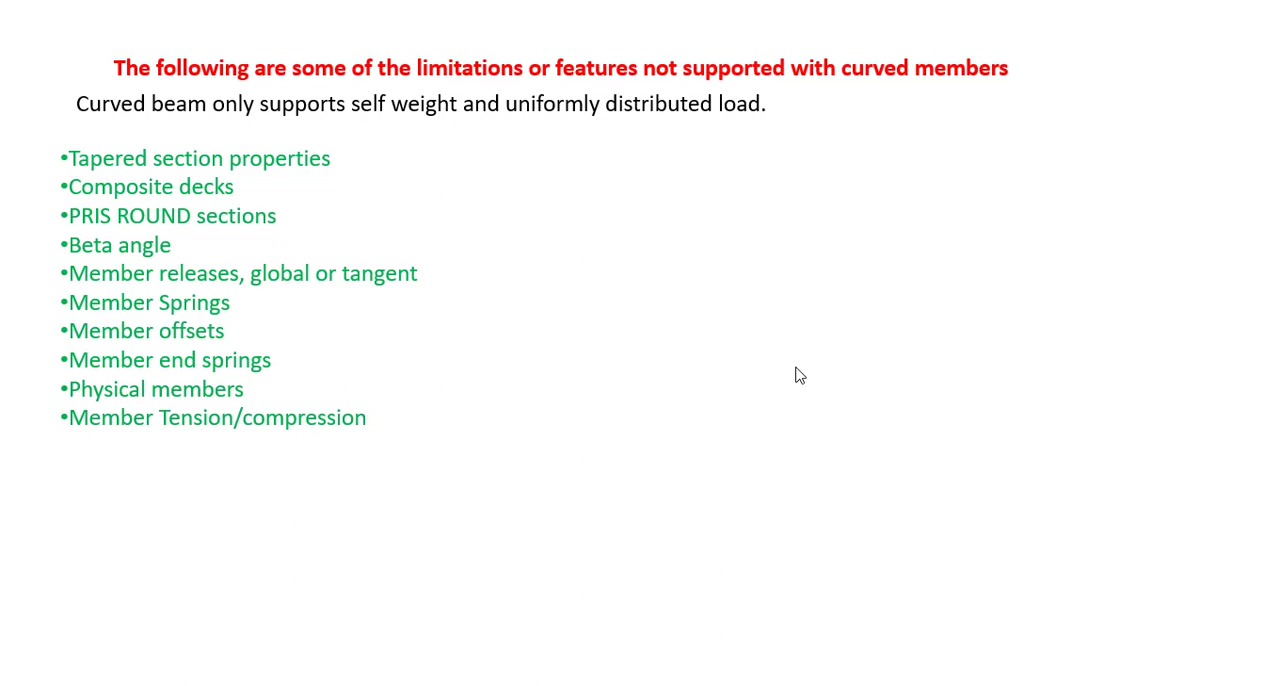 The following are some of the limitations or features not supported with curved members
Curved beam only supports self weight and uniformly distributed load.
•Tapered section properties
•Composite decks
•PRIS ROUND sections
•Beta angle
•Member releases, global or tangent
•Member Springs
•Member offsets
•Member end springs
•Physical members
•Member Tension/compression